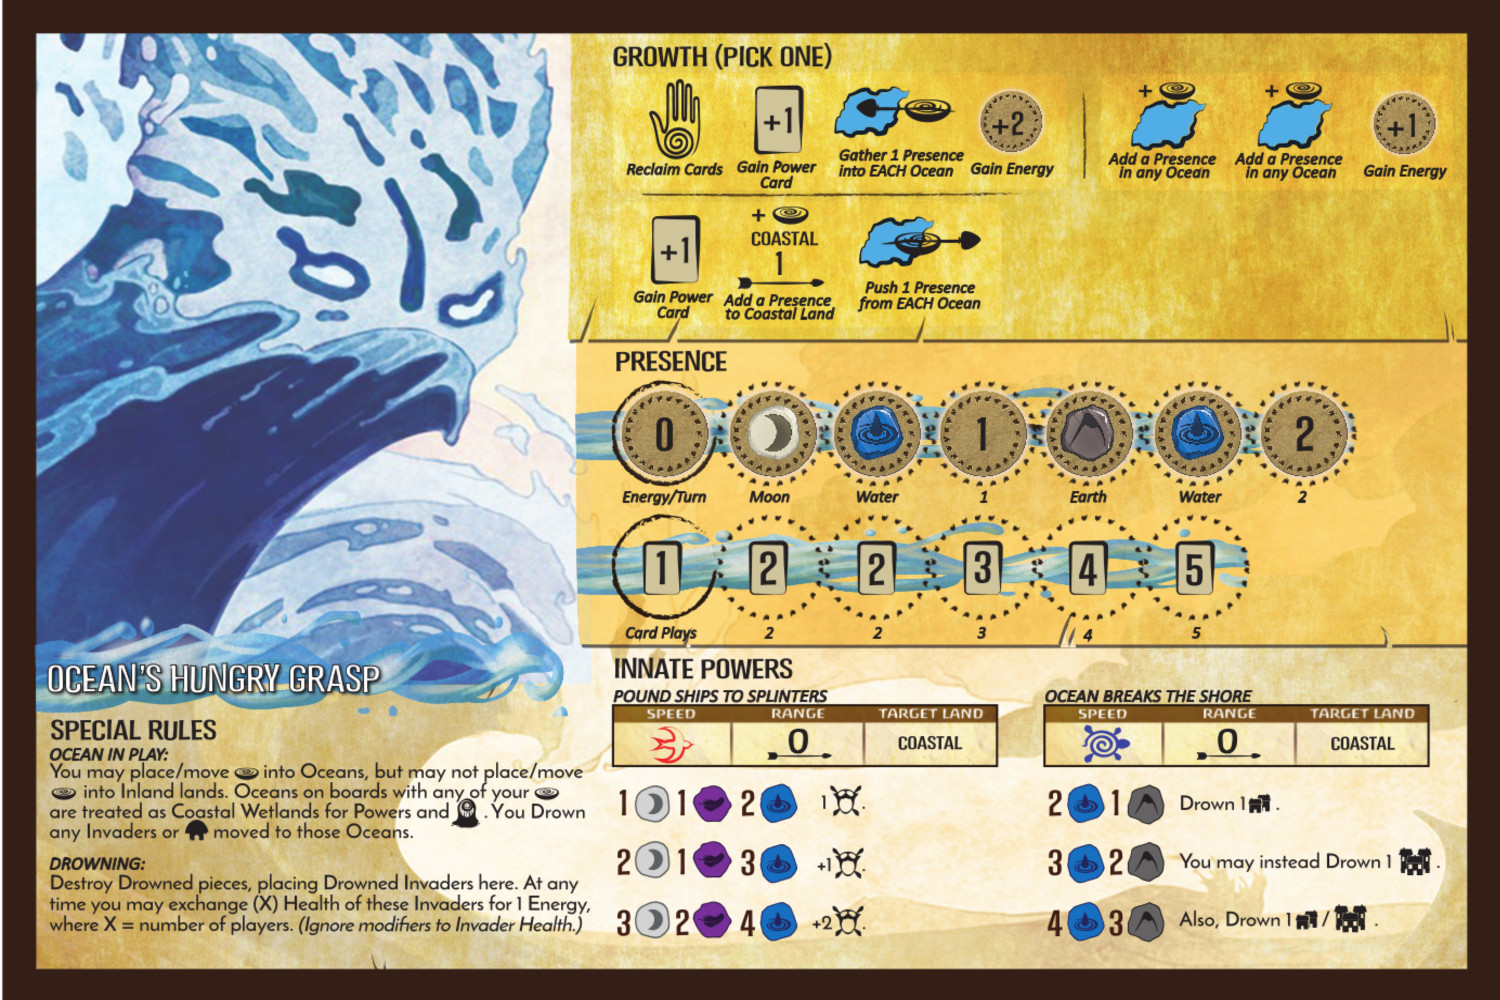 GROWTH (PICK ONE)
+1
+2
+ +
+1
Reclaim Cards
Gain Power
Card
Gather 1 Presence
into EACH Ocean
Gain Energy
Add a Presence
in any Ocean
Add a Presence
in any Ocean
Gain Energy
+1
+
COASTAL
1
Gain Power
Card
Add a Presence
to Coastal Land
Push 1 Presence
from EACH Ocean
PRESENCE
0 1 2
Energy/Turn Moon Water 1 Earth Water 2
1 2 2 3 4 5
Card Plays 2 2 3 4 5
OCEAN'S HUNGRY GRASP
SPECIAL RULES
OCEAN IN PLAY:
You may place/move into Oceans, but may not place/move
into Inland lands. Oceans on boards with any of your
are treated as Coastal Wetlands for Powers and . You Drown
any Invaders or moved to those Oceans.
DROWNING:
Destroy Drowned pieces, placing Drowned Invaders here. At any
time you may exchange (X) Health of these Invaders for 1 Energy,
where X = number of players. (Ignore modifiers to Invader Health.)
INNATE POWERS
POUND SHIPS TO SPLINTERS
SPEED RANGE TARGET LAND
0 COASTAL
1 1 2 1 .
2 1 3 +1 .
3 2 4 +2 .
OCEAN BREAKS THE SHORE
SPEED RANGE TARGET LAND
0 COASTAL
2 1 Drown 1 .
3 2 You may instead Drown 1 .
4 3 Also, Drown 1 / .